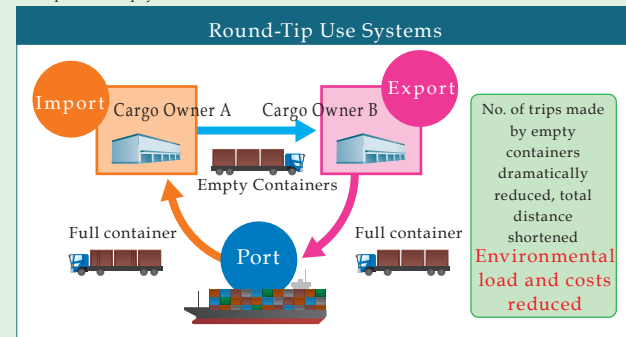 Round-Tip Use Systems
Import
Cargo Owner A
Cargo Owner B
Export
Empty Containers
Full container
Port
Full container
No. of trips made
by empty
containers
dramatically
reduced, total
distance
shortened
Environmental
load and costs
reduced